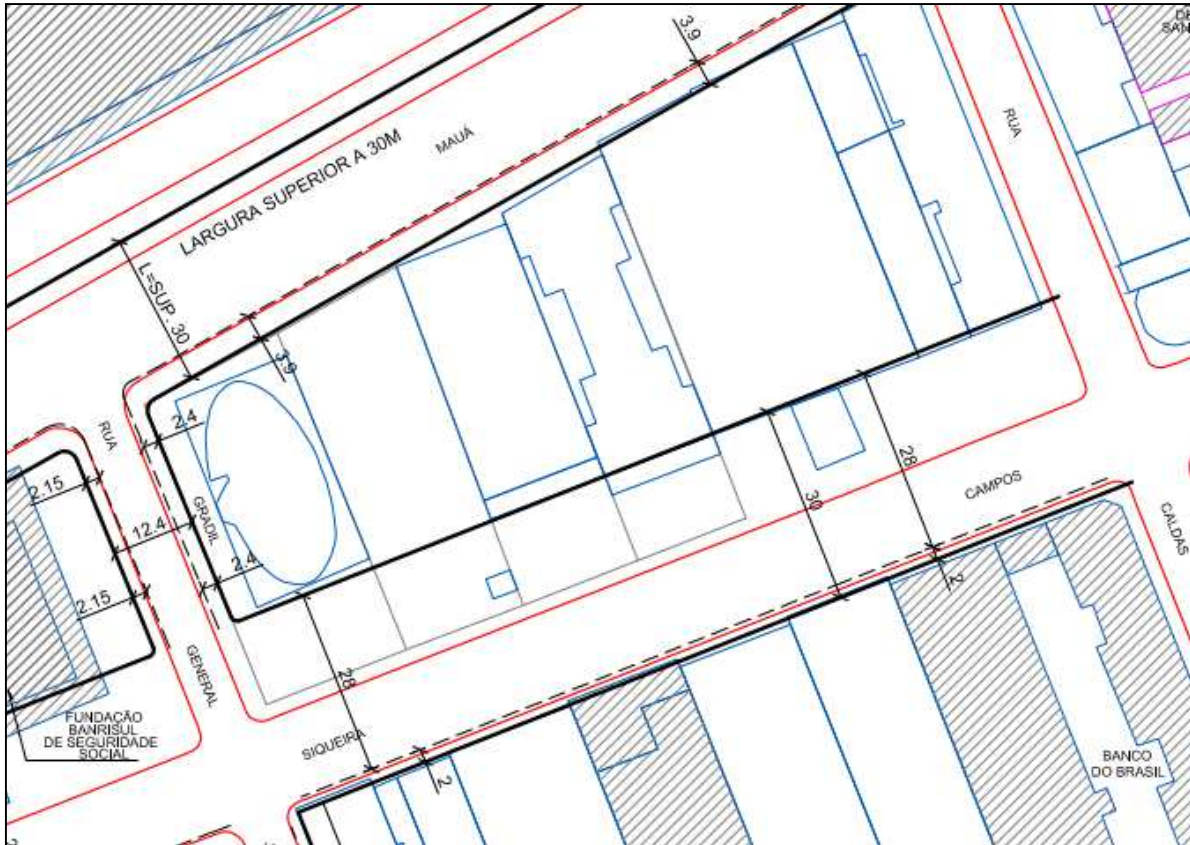 3.9
DE
SAN
MAUÁ
RUA
LARGURA SUPERIOR A 30M
L=SUP . 30
3.9
2.4
RUA
2.15
GRADIL
12.4
28
30
CAMPOS
CALDAS
2.4
2.15
2
GENERAL
28
SIQUEIRA
2
FUNDAÇÃO
BANRISUL
DE SEGURIDADE
SOCIAL
BANCO
DO BRASIL